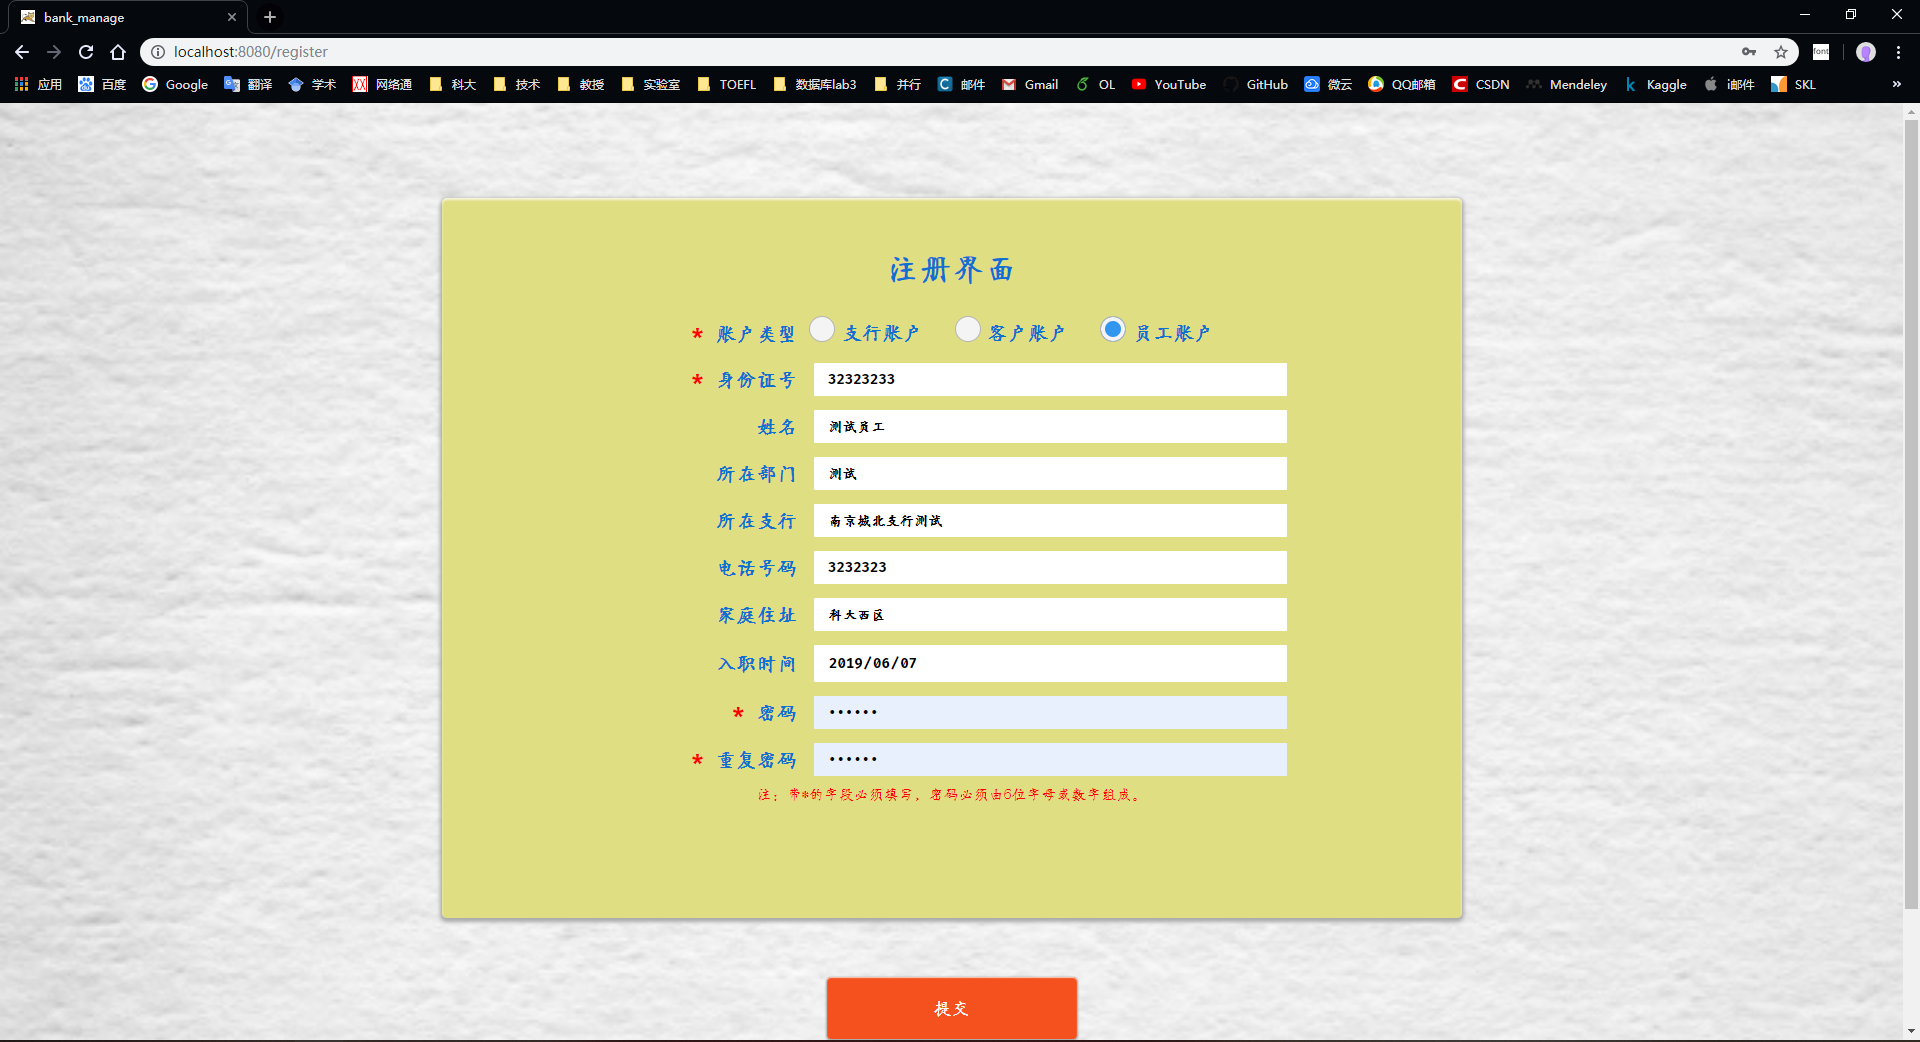 bank_manage
localhost:8080/register
font
应用 百度 Google 翻译 学术 网络通 科大 技术 教授 实验室 TOEFL 数据库lab3 并行 邮件 Gmail OL YouTube GitHub 微云 QQ邮箱 CSDN Mendeley Kaggle i邮件 SKL »
注册界面
* 账户类型 支行账户 客户账户 员工账户
* 身份证号 32323233
姓名 测试员工
所在部门 测试
所在支行 南京城北支行测试
电话号码 3232323
家庭住址 科大西区
入职时间 2019/06/07
* 密码 ••••••
* 重复密码 ••••••
注：带*的字段必须填写，密码必须由6位字母或数字组成。
提交